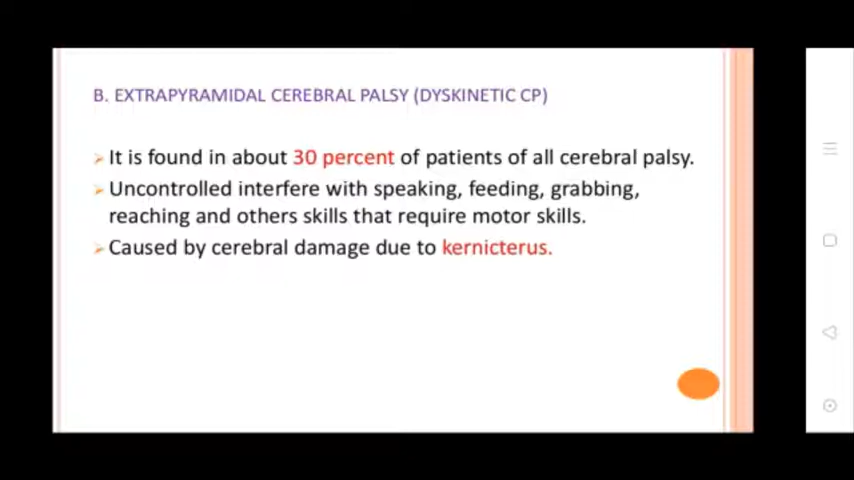 B. EXTRAPYRAMIDAL CEREBRAL PALSY (DYSKINETIC CP)
It is found in about 30 percent of patients of all cerebral palsy.
Uncontrolled interfere with speaking, feeding, grabbing,
reaching and others skills that require motor skills.
Caused by cerebral damage due to kernicterus.